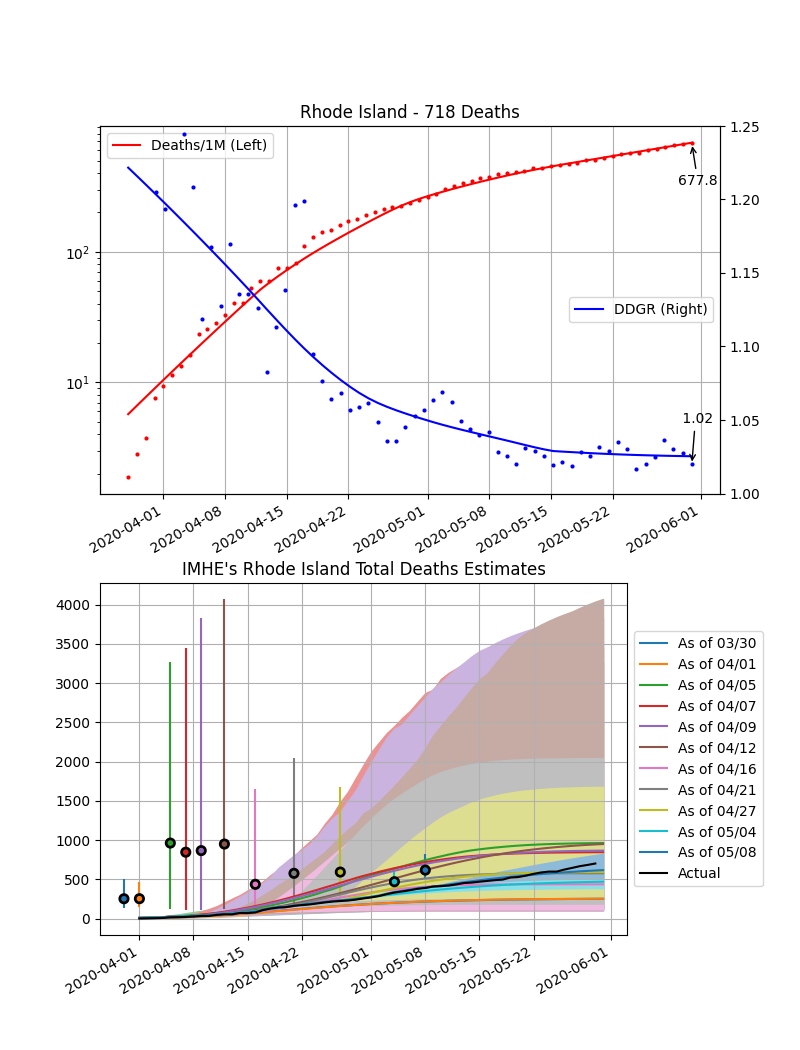 Rhode Island - 718 Deaths
Deaths/1M (Left)
DDGR (Right)
677.8
1.02
10²
10¹
1.25
1.20
1.15
1.10
1.05
1.00
2020-04-01
2020-04-08
2020-04-15
2020-04-22
2020-05-01
2020-05-08
2020-05-15
2020-05-22
2020-06-01
IMHE's Rhode Island Total Deaths Estimates
4000
3500
3000
2500
2000
1500
1000
500
0
As of 03/30
As of 04/01
As of 04/05
As of 04/07
As of 04/09
As of 04/12
As of 04/16
As of 04/21
As of 04/27
As of 05/04
As of 05/08
Actual
2020-04-01
2020-04-08
2020-04-15
2020-04-22
2020-05-01
2020-05-08
2020-05-15
2020-05-22
2020-06-01